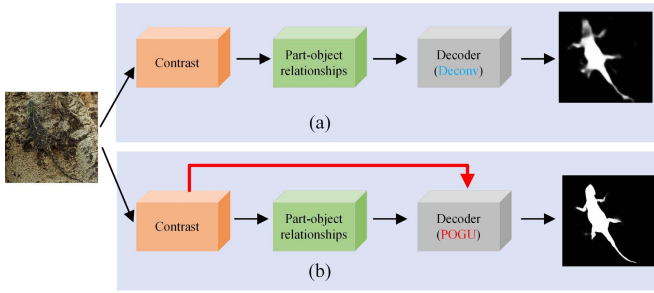 Contrast
Part-object
relationships
Decoder
(Deconv)
(a)
Contrast
Part-object
relationships
Decoder
(POGU)
(b)